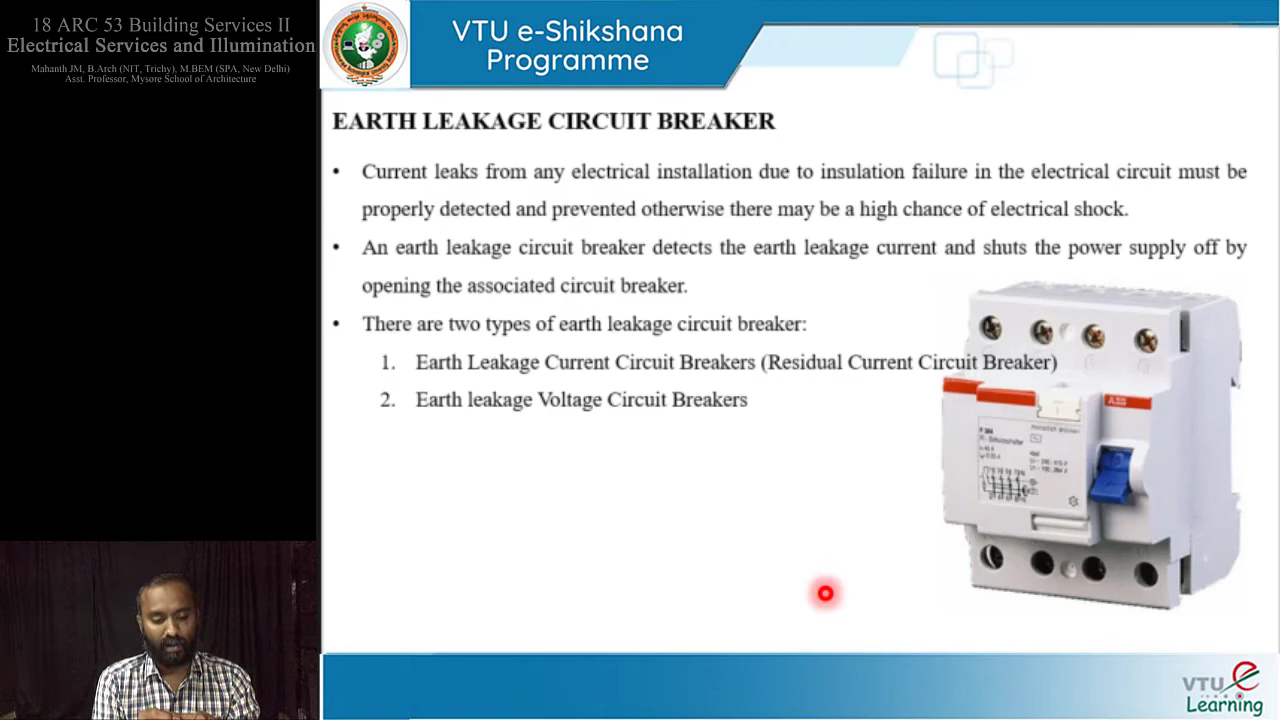 18 ARC 53 Building Services II
Electrical Services and Illumination
Mahanth JM, B.Arch (NIT, Trichy), M.BEM (SPA, New Delhi)
Asst. Professor, Mysore School of Architecture
VTU e-Shikshana
Programme
EARTH LEAKAGE CIRCUIT BREAKER
• Current leaks from any electrical installation due to insulation failure in the electrical circuit must be
properly detected and prevented otherwise there may be a high chance of electrical shock.
• An earth leakage circuit breaker detects the earth leakage current and shuts the power supply off by
opening the associated circuit breaker.
• There are two types of earth leakage circuit breaker:
1. Earth Leakage Current Circuit Breakers (Residual Current Circuit Breaker)
2. Earth leakage Voltage Circuit Breakers
ABB
VTU e
Learning